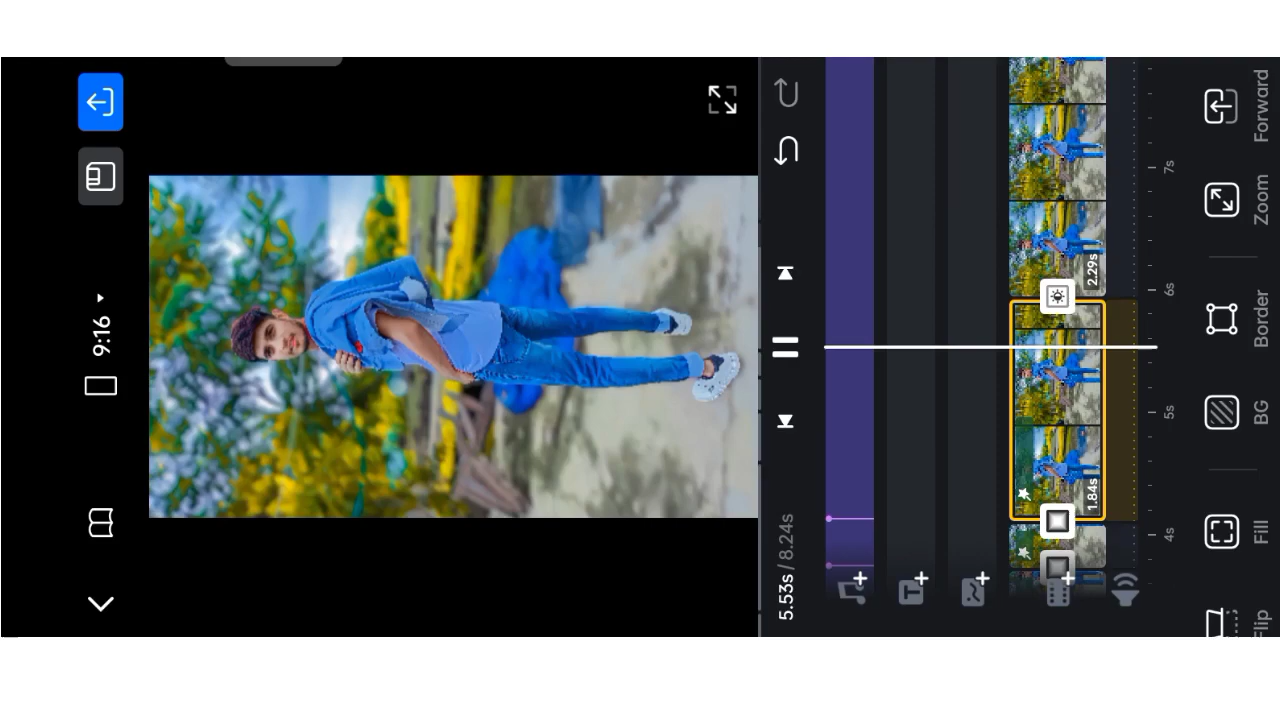 9:16
5.53s / 8.24s
1.84s
2.29s
4s
5s
6s
7s
Flip
Fill
BG
Border
Zoom
Forward